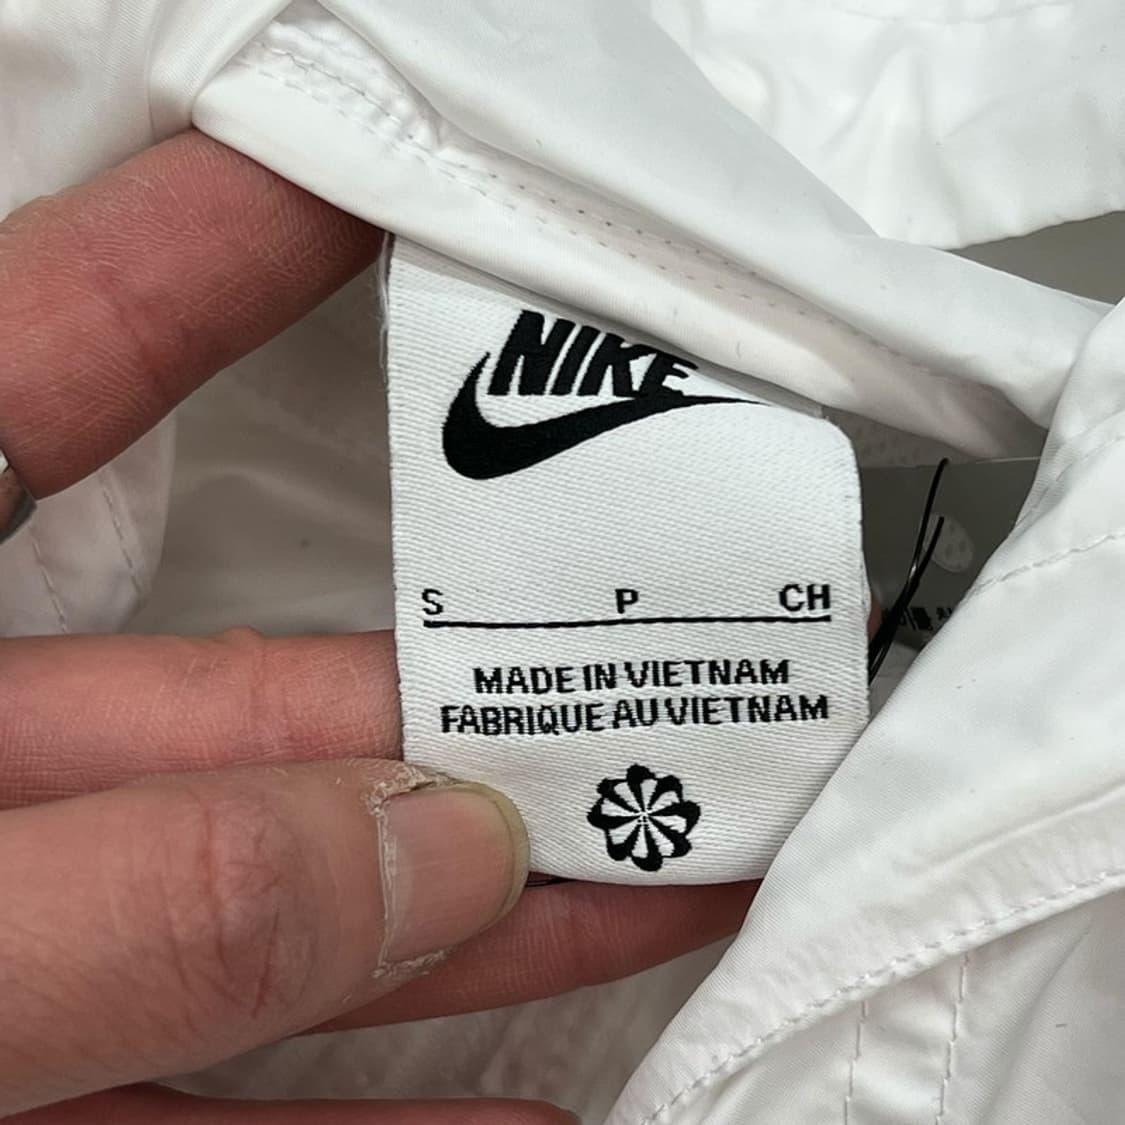 NIKE
S P CH
MADE IN VIETNAM
FABRIQUE AU VIETNAM